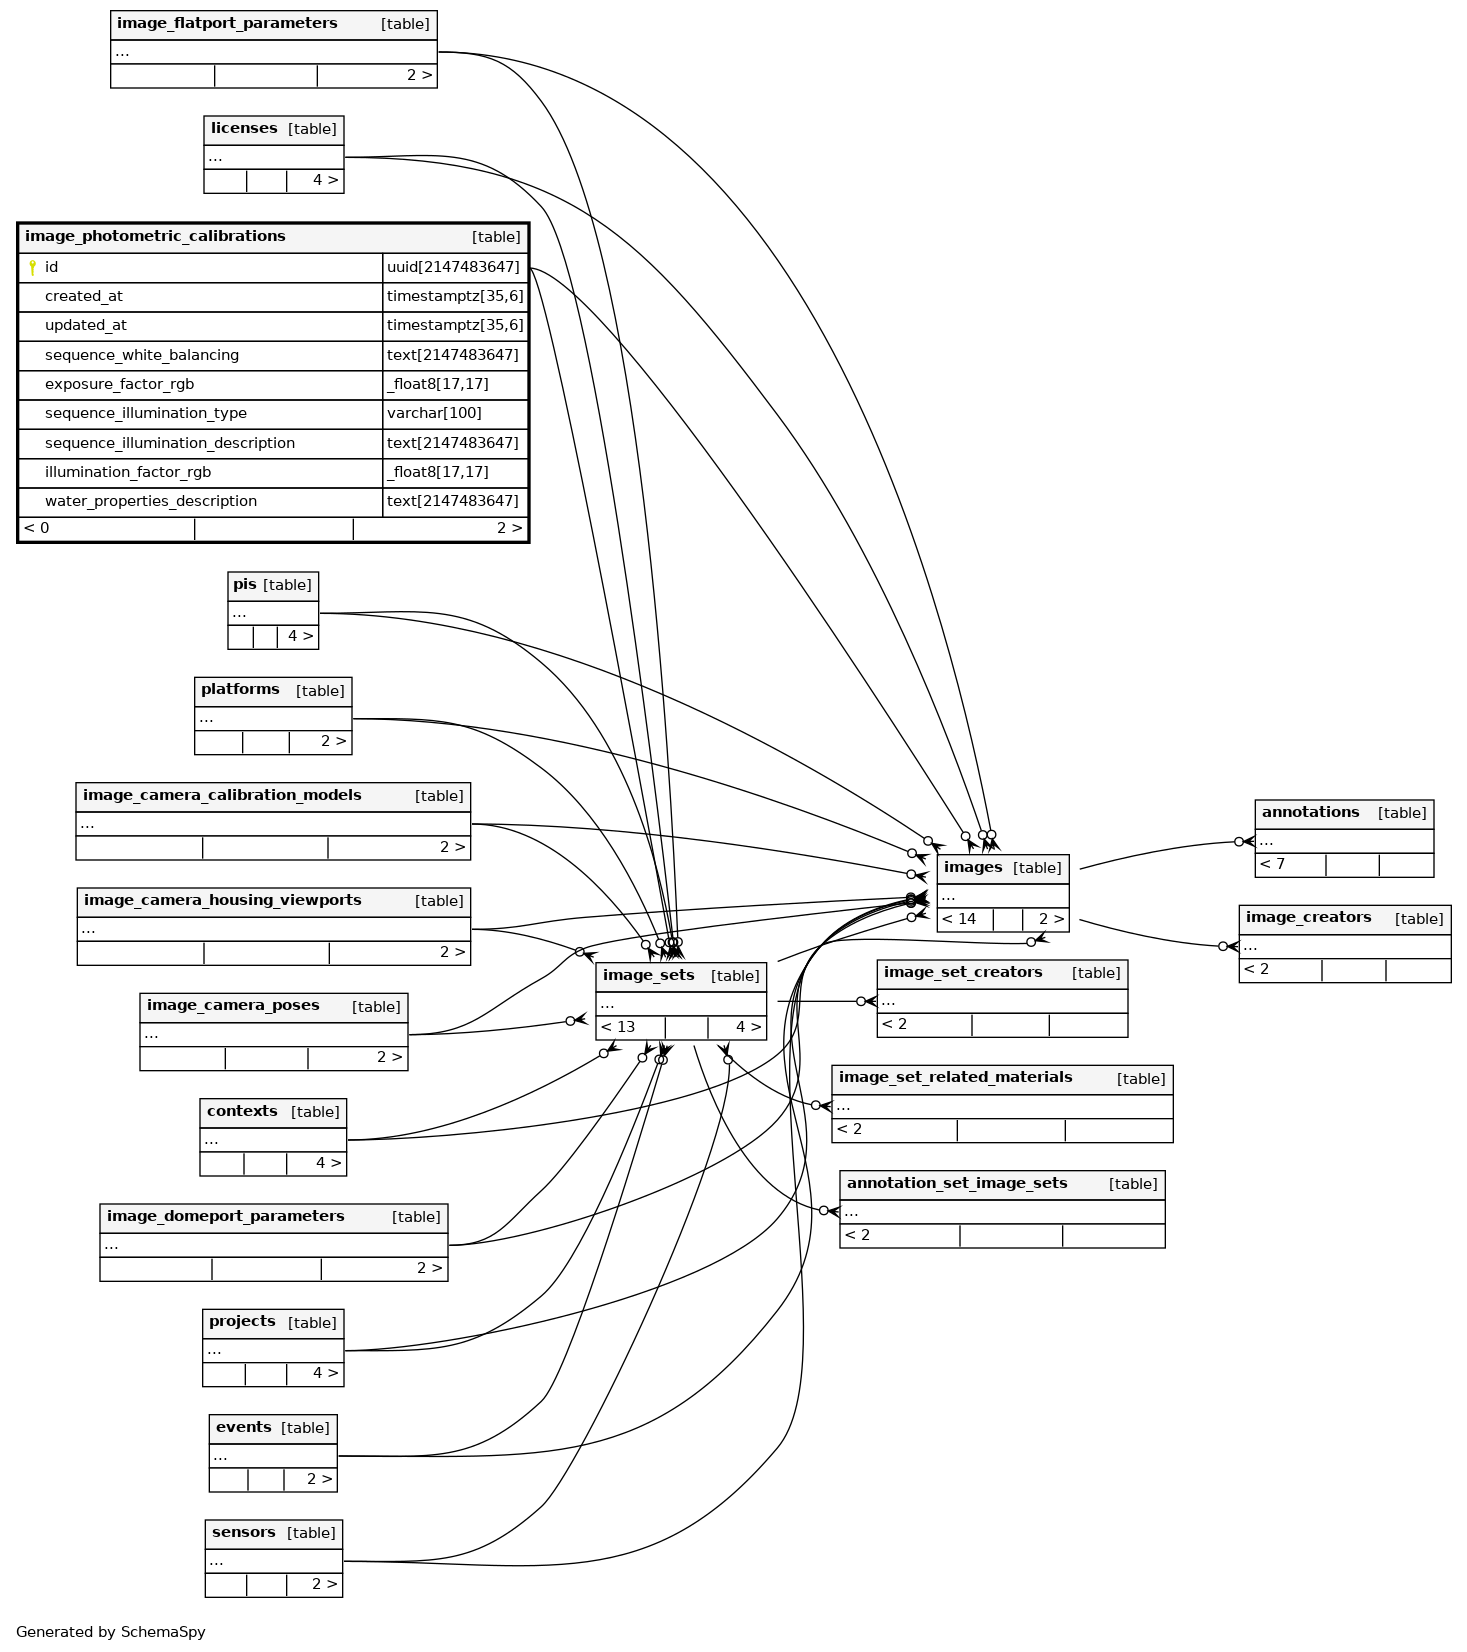 image_flatport_parameters [table]
...
2 >
licenses [table]
...
4 >
image_photometric_calibrations [table]
id uuid[2147483647]
created_at timestamptz[35,6]
updated_at timestamptz[35,6]
sequence_white_balancing text[2147483647]
exposure_factor_rgb _float8[17,17]
sequence_illumination_type varchar[100]
sequence_illumination_description text[2147483647]
illumination_factor_rgb _float8[17,17]
water_properties_description text[2147483647]
< 0 2 >
pis [table]
...
4 >
platforms [table]
...
2 >
image_camera_calibration_models [table]
...
2 >
image_camera_housing_viewports [table]
...
2 >
image_camera_poses [table]
...
2 >
contexts [table]
...
4 >
image_domeport_parameters [table]
...
2 >
projects [table]
...
4 >
events [table]
...
2 >
sensors [table]
...
2 >
image_sets [table]
...
< 13 4 >
images [table]
...
< 14 2 >
image_set_creators [table]
...
< 2
image_set_related_materials [table]
...
< 2
annotation_set_image_sets [table]
...
< 2
annotations [table]
...
< 7
image_creators [table]
...
< 2
Generated by SchemaSpy